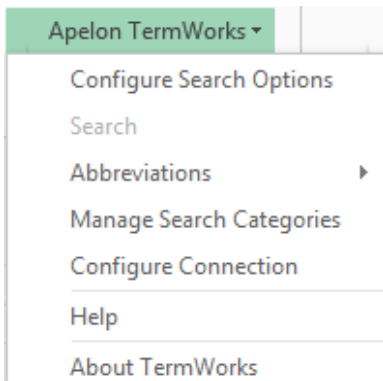 Apelon TermWorks
Configure Search Options
Search
Abbreviations
Manage Search Categories
Configure Connection
Help
About TermWorks